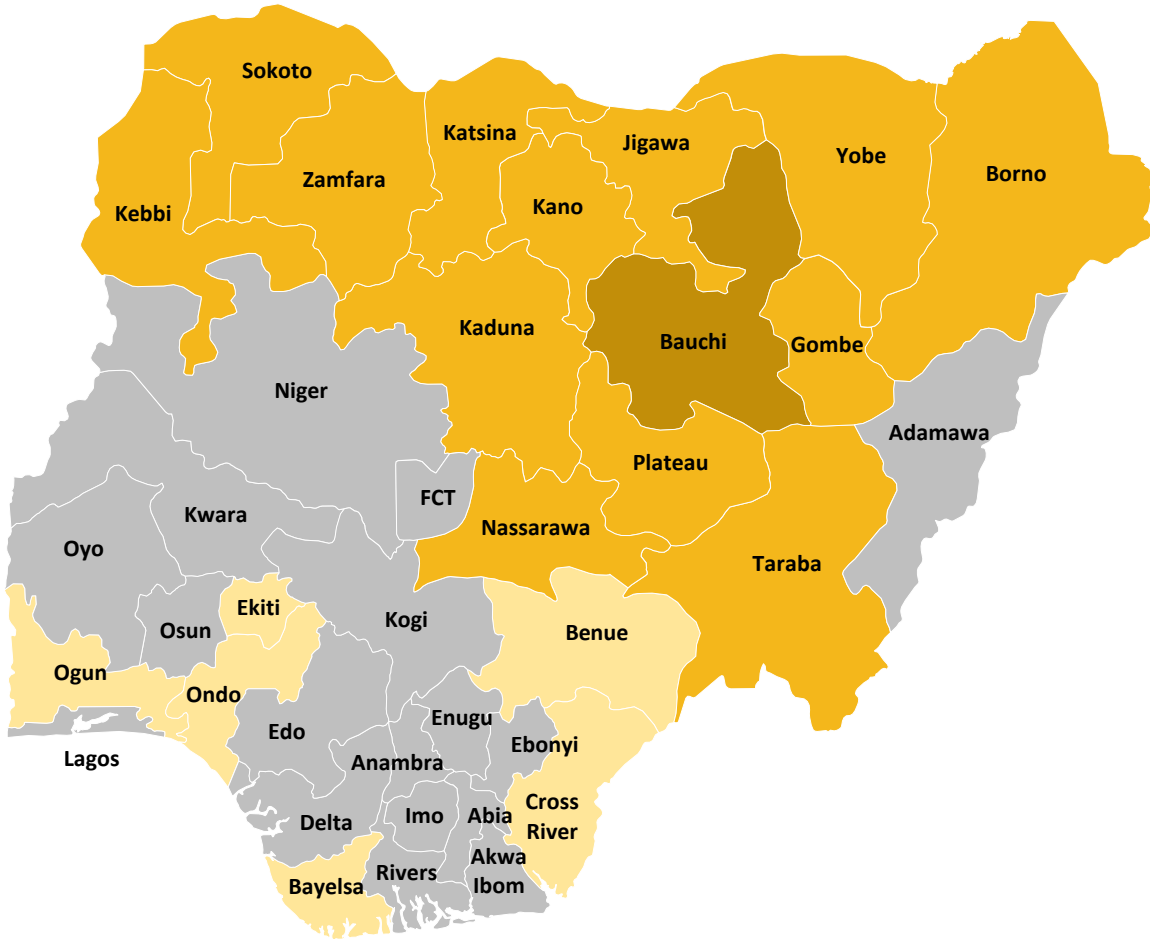 Sokoto
Katsina
Jigawa
Yobe
Borno
Zamfara
Kano
Kebbi
Kaduna
Bauchi
Gombe
Niger
Adamawa
Plateau
FCT
Kwara
Nassarawa
Oyo
Taraba
Ekiti
Osun
Kogi
Benue
Ogun
Ondo
Enugu
Edo
Ebonyi
Lagos
Anambra
Cross
River
Delta
Imo
Abia
Akwa
Ibom
Rivers
Bayelsa